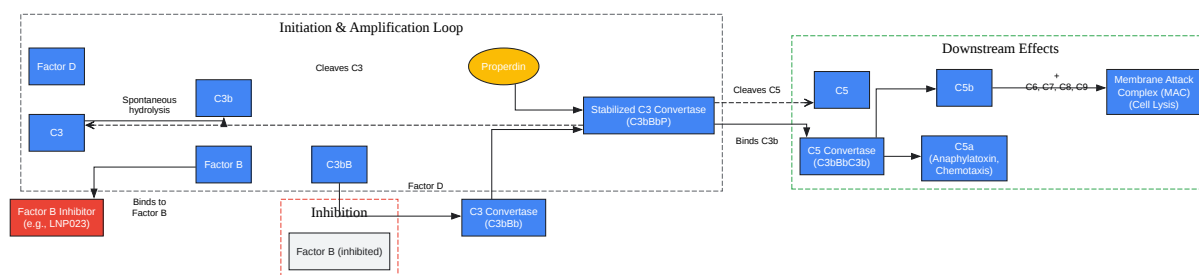 Initiation & Amplification Loop
Factor D
Cleaves C3
Properdin
Spontaneous
hydrolysis
C3b
C3
Stabilized C3 Convertase
(C3bBbP)
Factor B
C3bB
Factor D
Binds to
Factor B
Factor B Inhibitor
(e.g., LNP023)
Inhibition
Factor B (inhibited)
C3 Convertase
(C3bBb)
Cleaves C5
Binds C3b
Downstream Effects
C5
C5b
+
C6, C7, C8, C9
Membrane Attack
Complex (MAC)
(Cell Lysis)
C5 Convertase
(C3bBbC3b)
C5a
(Anaphylatoxin,
Chemotaxis)